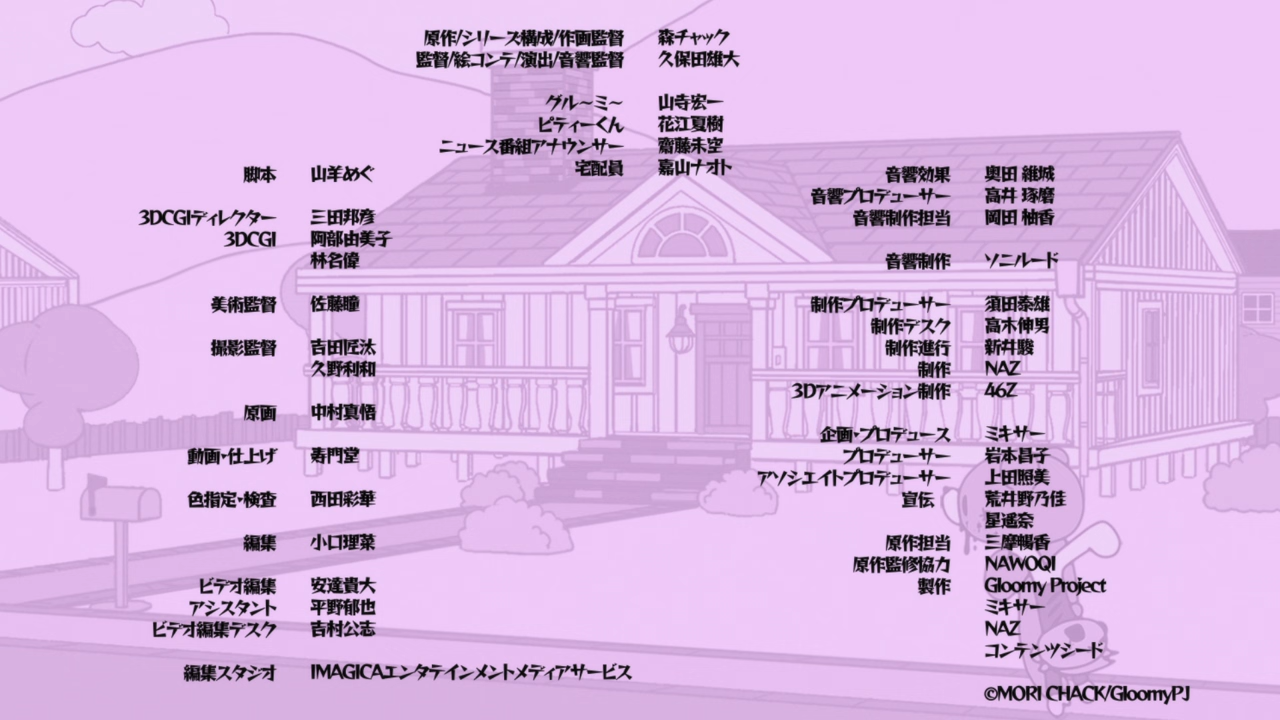 原作/シリーズ構成/作画監督 森チャック
監督/絵コンテ/演出/音響監督 久保田雄大
グル〜ミ〜 山寺宏一
ピティーくん 花江夏樹
ニュース番組アナウンサー 齋藤未空
宅配員 嘉山ナオト
脚本 山羊めぐ
3DCGIディレクター 三田邦彦
3DCGI 阿部由美子
林名偉
美術監督 佐藤瞳
撮影監督 吉田匠汰
久野利和
原画 中村真悟
動画・仕上げ 寿門堂
色指定・検査 西田彩華
編集 小口理菜
ビデオ編集 安達貴大
アシスタント 平野郁也
ビデオ編集デスク 吉村公志
編集スタジオ IMAGICAエンタテインメントメディアサービス
音響効果 奥田 維城
音響プロデューサー 髙井 琢磨
音響制作担当 岡田 柚香
音響制作 ソニルード
制作プロデューサー 須田泰雄
制作デスク 高木伸男
制作進行 新井駿
制作 NAZ
3Dアニメーション制作 46Z
企画・プロデュース ミキサー
プロデューサー 岩本昌子
アソシエイトプロデューサー 上田照美
宣伝 荒井野乃佳
星遥奈
原作担当 三摩暢香
原作監修協力 NAWOQI
製作 Gloomy Project
ミキサー
NAZ
コンテンツシード
©MORI CHACK/GloomyPJ